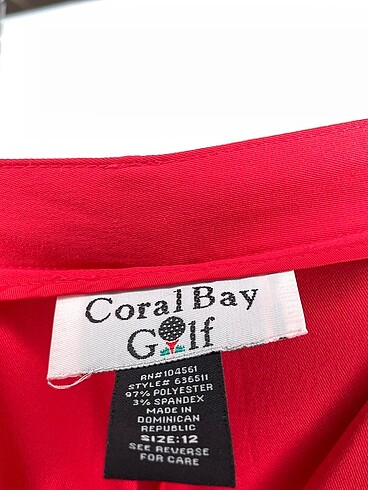 Coral Bay
Golf
RN#104561
STYLE# 636511
97% POLYESTER
3% SPANDEX
MADE IN
DOMINICAN
REPUBLIC
SIZE:12
SEE REVERSE
FOR CARE